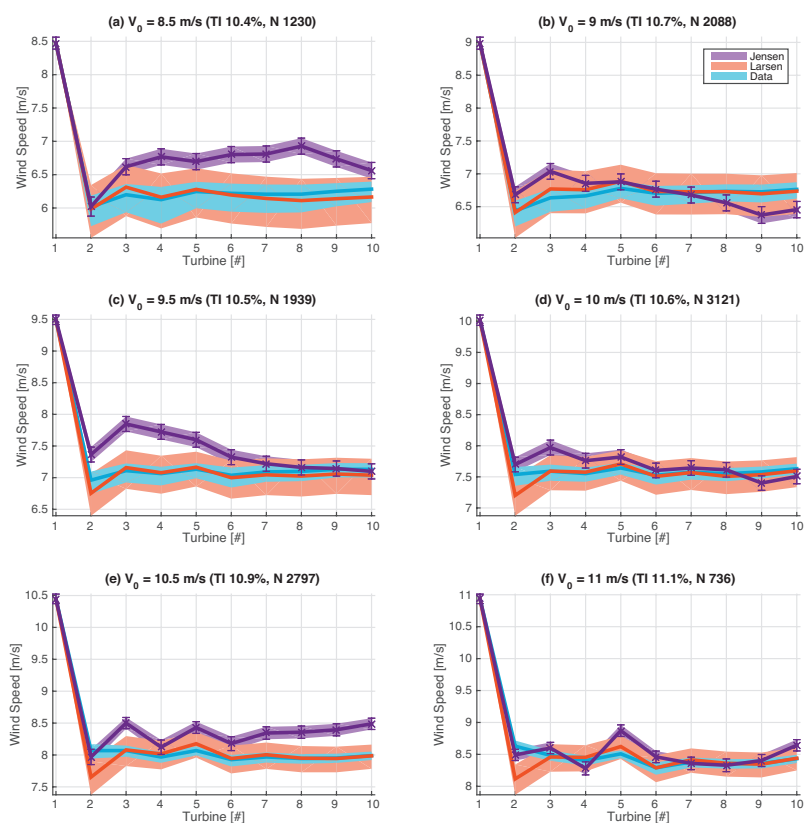 (a) V0 = 8.5 m/s (TI 10.4%, N 1230)
Wind Speed [m/s]
8.5
8
7.5
7
6.5
6
1 2 3 4 5 6 7 8 9 10
Turbine [#]
(b) V0 = 9 m/s (TI 10.7%, N 2088)
Jensen
Larsen
Data
Wind Speed [m/s]
9
8.5
8
7.5
7
6.5
1 2 3 4 5 6 7 8 9 10
Turbine [#]
(c) V0 = 9.5 m/s (TI 10.5%, N 1939)
Wind Speed [m/s]
9.5
9
8.5
8
7.5
7
6.5
1 2 3 4 5 6 7 8 9 10
Turbine [#]
(d) V0 = 10 m/s (TI 10.6%, N 3121)
Wind Speed [m/s]
10
9.5
9
8.5
8
7.5
7
1 2 3 4 5 6 7 8 9 10
Turbine [#]
(e) V0 = 10.5 m/s (TI 10.9%, N 2797)
Wind Speed [m/s]
10.5
10
9.5
9
8.5
8
7.5
1 2 3 4 5 6 7 8 9 10
Turbine [#]
(f) V0 = 11 m/s (TI 11.1%, N 736)
Wind Speed [m/s]
11
10.5
10
9.5
9
8.5
8
1 2 3 4 5 6 7 8 9 10
Turbine [#]